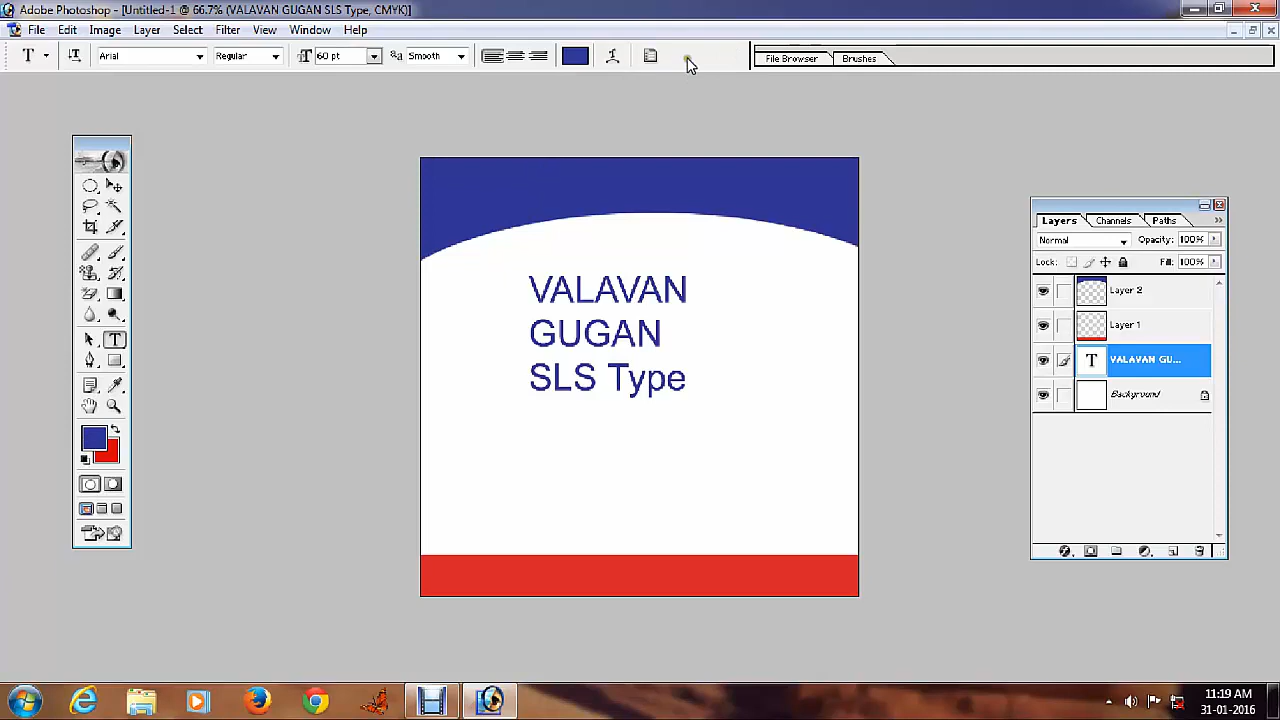 Adobe Photoshop - [Untitled-1 @ 66.7% (VALAVAN GUGAN SLS Type, CMYK)]
File Edit Image Layer Select Filter View Window Help
T Arial Regular 60 pt aa Smooth File Browser Brushes
VALAVAN
GUGAN
SLS Type
Layers Channels Paths
Normal Opacity: 100%
Lock: Fill: 100%
Layer 2
Layer 1
T VALAVAN GU...
Background
11:19 AM
31-01-2016